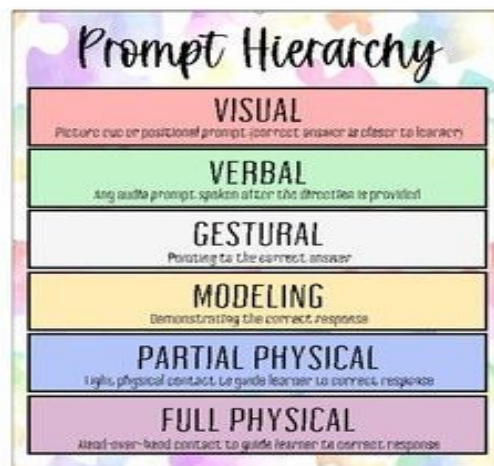 Prompt Hierarchy
VISUAL
Picture cue or positional prompt (correct answer is closer to learner)
VERBAL
Any audio prompt spoken after the direction is provided
GESTURAL
Pointing to the correct answer
MODELING
Demonstrating the correct response
PARTIAL PHYSICAL
Light physical contact to guide learner to correct response
FULL PHYSICAL
contact to guide learner to correct response